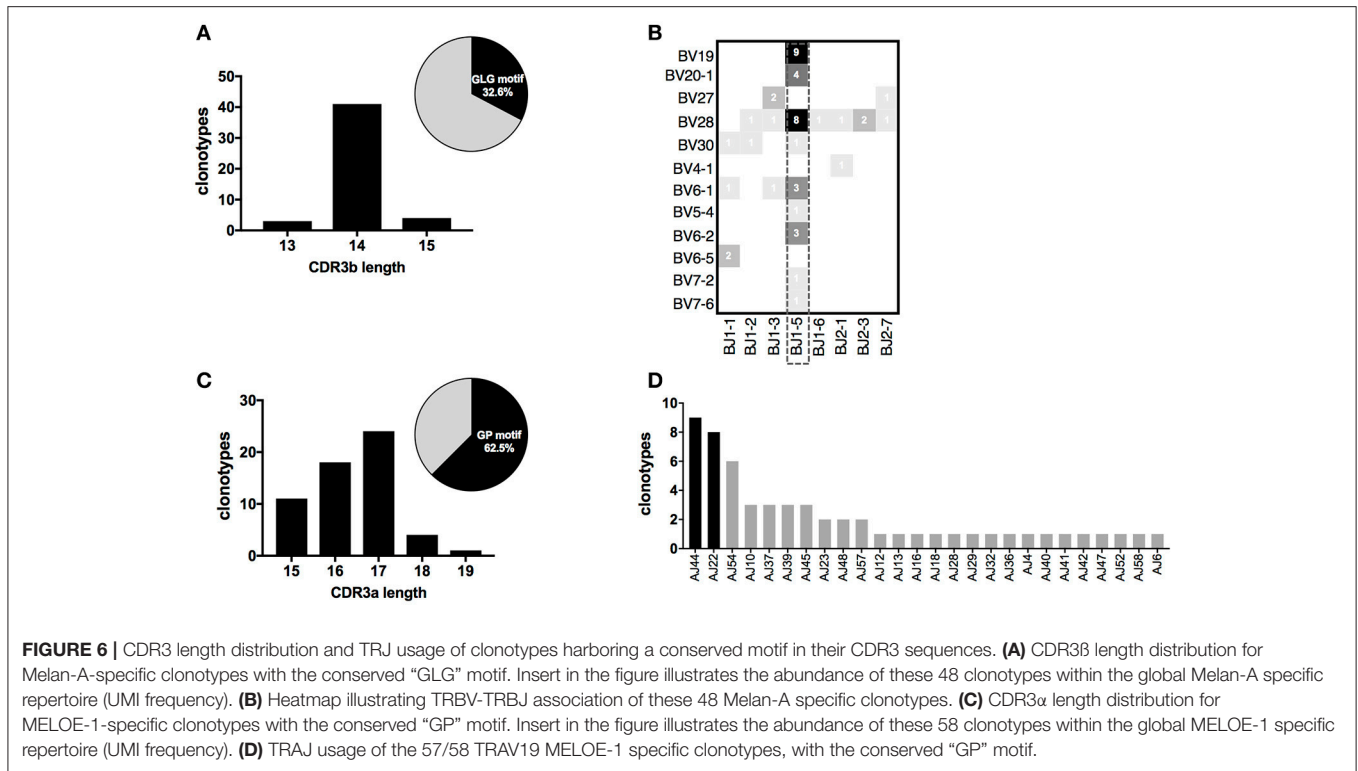 A
GLG motif
32.6%
50
40
30
20
10
0
clonotypes
13 14 15
CDR3b length
B
BV19 9
BV20-1 4
BV27 2 1
BV28 1 1 8 1 1 2 1
BV30 1 1 1
BV4-1 1
BV6-1 1 1 3
BV5-4 1
BV6-2 3
BV6-5 2
BV7-2 1
BV7-6 1
BJ1-1 BJ1-2 BJ1-3 BJ1-5 BJ1-6 BJ2-1 BJ2-3 BJ2-7
C
GP motif
62.5%
30
20
10
0
clonotypes
15 16 17 18 19
CDR3a length
D
10
8
6
4
2
0
clonotypes
AJ44 AJ22 AJ54 AJ10 AJ37 AJ39 AJ45 AJ23 AJ48 AJ57 AJ12 AJ13 AJ16 AJ18 AJ28 AJ29 AJ32 AJ36 AJ4 AJ40 AJ41 AJ42 AJ47 AJ52 AJ58 AJ6
FIGURE 6 | CDR3 length distribution and TRJ usage of clonotypes harboring a conserved motif in their CDR3 sequences. (A) CDR3ß length distribution for
Melan-A-specific clonotypes with the conserved “GLG” motif. Insert in the figure illustrates the abundance of these 48 clonotypes within the global Melan-A specific
repertoire (UMI frequency). (B) Heatmap illustrating TRBV-TRBJ association of these 48 Melan-A specific clonotypes. (C) CDR3α length distribution for
MELOE-1-specific clonotypes with the conserved “GP” motif. Insert in the figure illustrates the abundance of these 58 clonotypes within the global MELOE-1 specific
repertoire (UMI frequency). (D) TRAJ usage of the 57/58 TRAV19 MELOE-1 specific clonotypes, with the conserved “GP” motif.